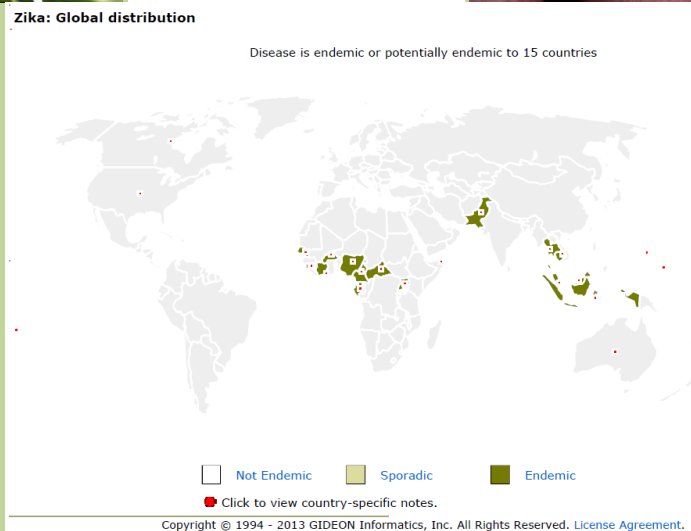 Zika: Global distribution
Disease is endemic or potentially endemic to 15 countries
Not Endemic
Sporadic
Endemic
Click to view country-specific notes.
Copyright © 1994 - 2013 GIDEON Informatics, Inc. All Rights Reserved. License Agreement.